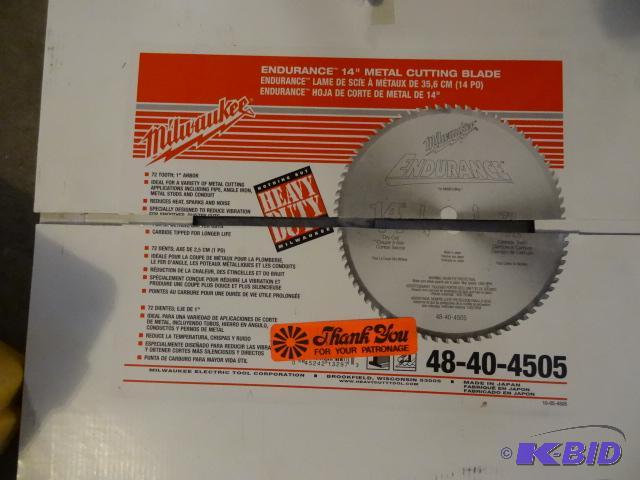 ENDURANCE™ 14" METAL CUTTING BLADE
ENDURANCE™ LAME DE SCIE À MÉTAUX DE 35,6 CM (14 PO)
ENDURANCE™ HOJA DE CORTE DE METAL DE 14"
Milwaukee
Milwaukee
ENDURANCE
72 TOOTH; 1" ARBOR
IDEAL FOR A VARIETY OF METAL CUTTING
APPLICATIONS INCLUDING PIPE, ANGLE IRON,
METAL STUDS AND CONDUIT
REDUCES HEAT, SPARKS AND NOISE
SPECIALLY DESIGNED TO REDUCE VIBRATION
CARBIDE TIPPED FOR LONGER LIFE
NOTHING BUT
HEAVY
DUTY
MILWAUKEE
14"
72 DENTS; AXE DE 2,5 CM (1 PO)
IDÉALE POUR LA COUPE DE MÉTAUX POUR LA PLOMBERIE,
LE FER D'ANGLE, LES POTEAUX MÉTALLIQUES ET LES CONDUITS
RÉDUCTION DE LA CHALEUR, DES ÉTINCELLES ET DU BRUIT
SPÉCIALEMENT CONÇUE POUR RÉDUIRE LA VIBRATION ET
PRODUIRE UNE COUPE PLUS DOUCE ET PLUS SILENCIEUSE
POINTES AU CARBURE POUR UNE DURÉE DE VIE UTILE PROLONGÉE
72 DIENTES; EJE DE 1"
IDEAL PARA UNA VARIEDAD DE APLICACIONES DE CORTE
DE METAL, INCLUYENDO TUBOS, HIERRO EN ÁNGULO,
CONDUCTOS Y PERNOS DE METAL
REDUCE LA TEMPERATURA, CHISPAS Y RUIDO
ESPECIALMENTE DISEÑADO PARA REDUCIR LAS VIBRA
Y OBTENER CORTES MÁS SILENCIOSOS Y DIRECTOS
PUNTA DE CARBURO PARA MAYOR VIDA ÚTIL
48-40-4505
Thank You
FOR YOUR PATRONAGE
0 45242 13297 3
48-40-4505
MILWAUKEE ELECTRIC TOOL CORPORATION • BROOKFIELD, WISCONSIN 53005 • MADE IN JAPAN
WWW.HEAVYDUTYTOOL.COM
FABRIQUÉ EN JAPON
FABRICADO EN JAPON
© K-BID